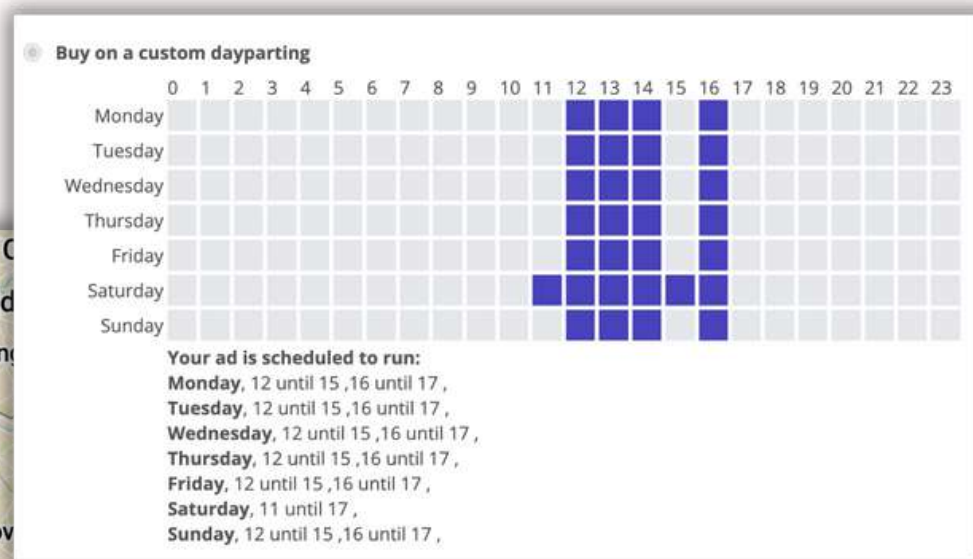 Buy on a custom dayparting
0 1 2 3 4 5 6 7 8 9 10 11 12 13 14 15 16 17 18 19 20 21 22 23
Monday
Tuesday
Wednesday
Thursday
Friday
Saturday
Sunday
Your ad is scheduled to run:
Monday, 12 until 15 ,16 until 17 ,
Tuesday, 12 until 15 ,16 until 17 ,
Wednesday, 12 until 15 ,16 until 17 ,
Thursday, 12 until 15 ,16 until 17 ,
Friday, 12 until 15 ,16 until 17 ,
Saturday, 11 until 17 ,
Sunday, 12 until 15 ,16 until 17 ,